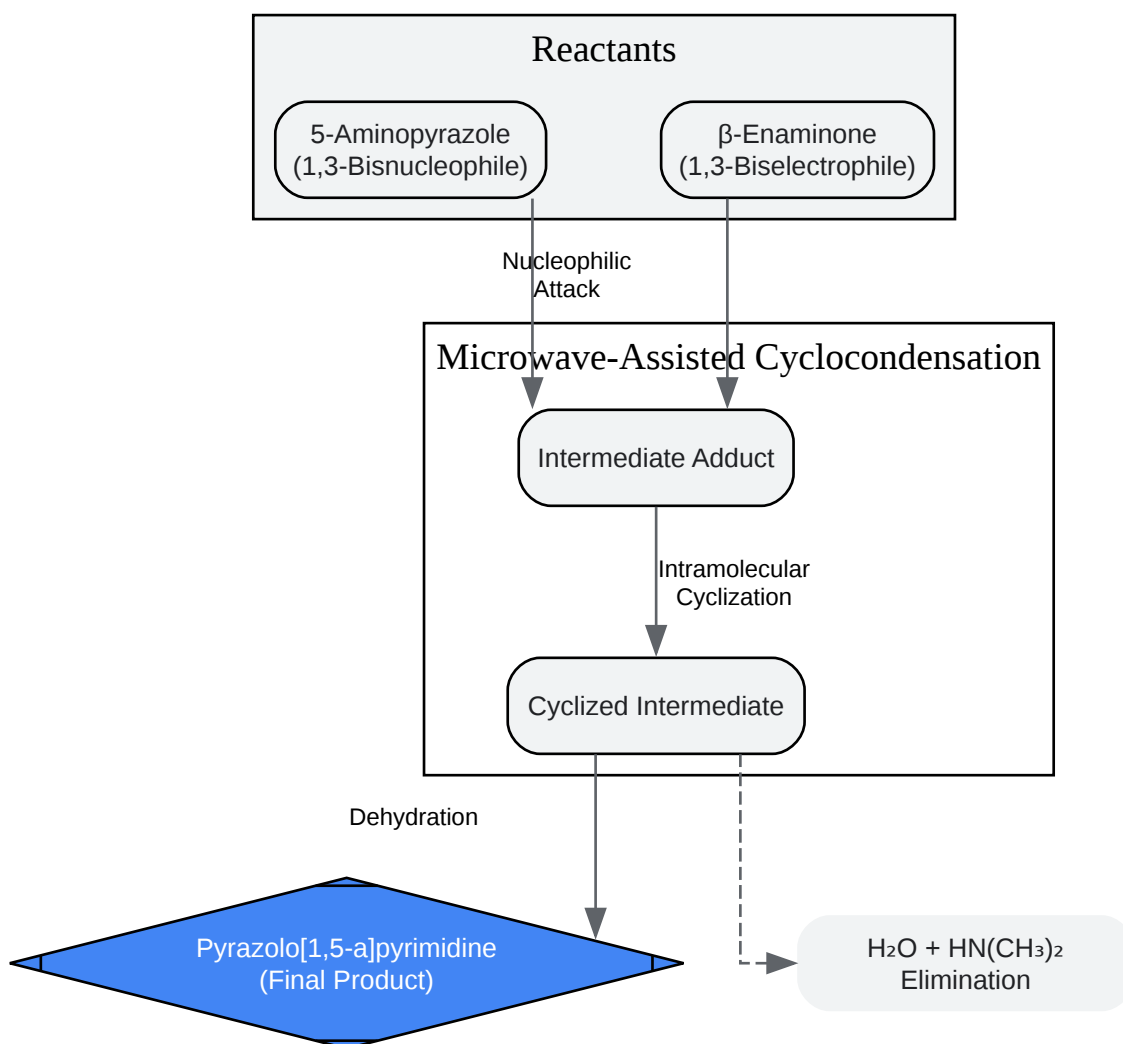 Reactants
5-Aminopyrazole
(1,3-Bisnucleophile)
β-Enaminone
(1,3-Biselectrophile)
Nucleophilic
Attack
Microwave-Assisted Cyclocondensation
Intermediate Adduct
Intramolecular
Cyclization
Cyclized Intermediate
Dehydration
Pyrazolo[1,5-a]pyrimidine
(Final Product)
H₂O + HN(CH₃)₂
Elimination